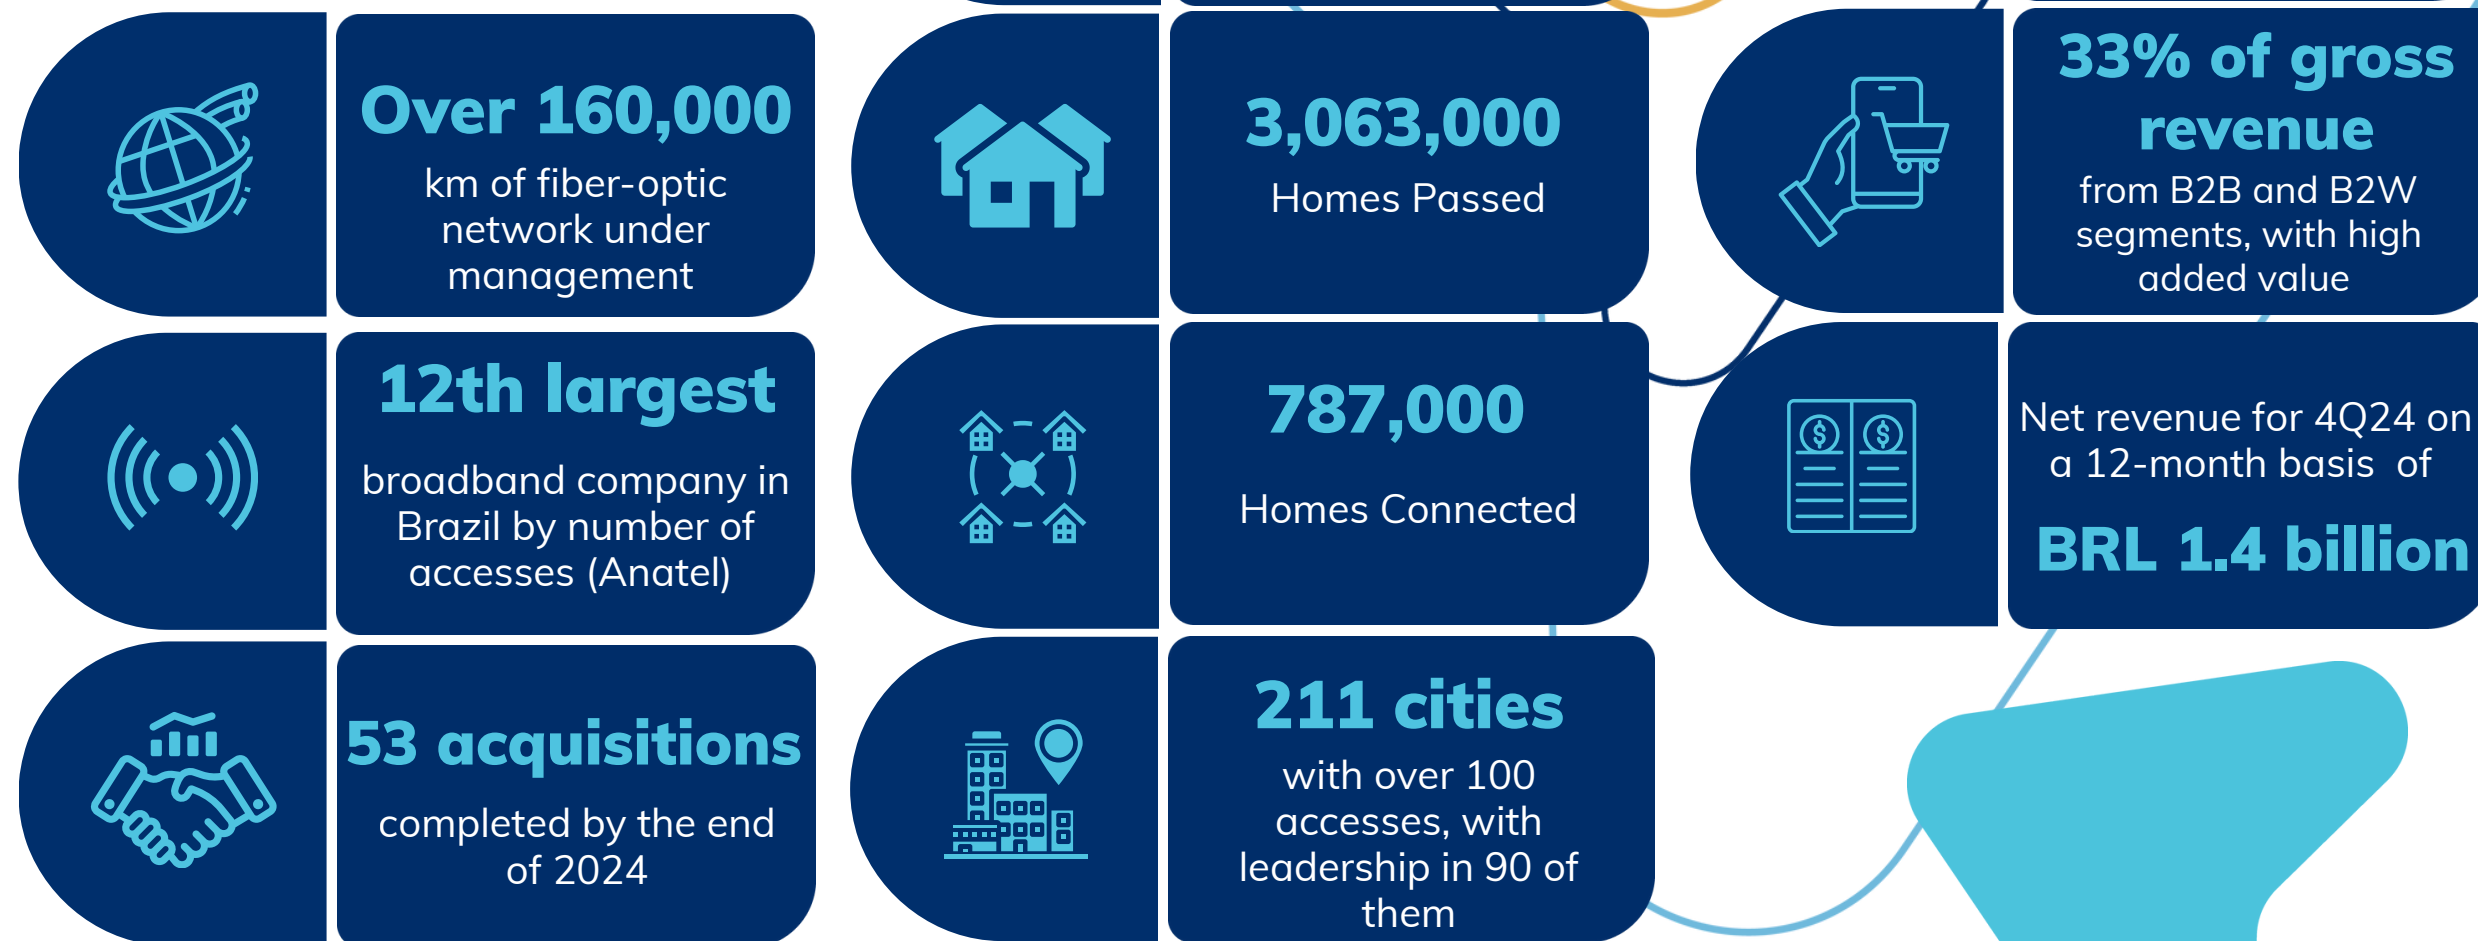 Over 160,000
km of fiber-optic
network under
management
12th largest
broadband company in
Brazil by number of
accesses (Anatel)
53 acquisitions
completed by the end
of 2024
3,063,000
Homes Passed
787,000
Homes Connected
211 cities
with over 100
accesses, with
leadership in 90 of
them
33% of gross
revenue
from B2B and B2W
segments, with high
added value
Net revenue for 4Q24 on
a 12-month basis of
BRL 1.4 billion